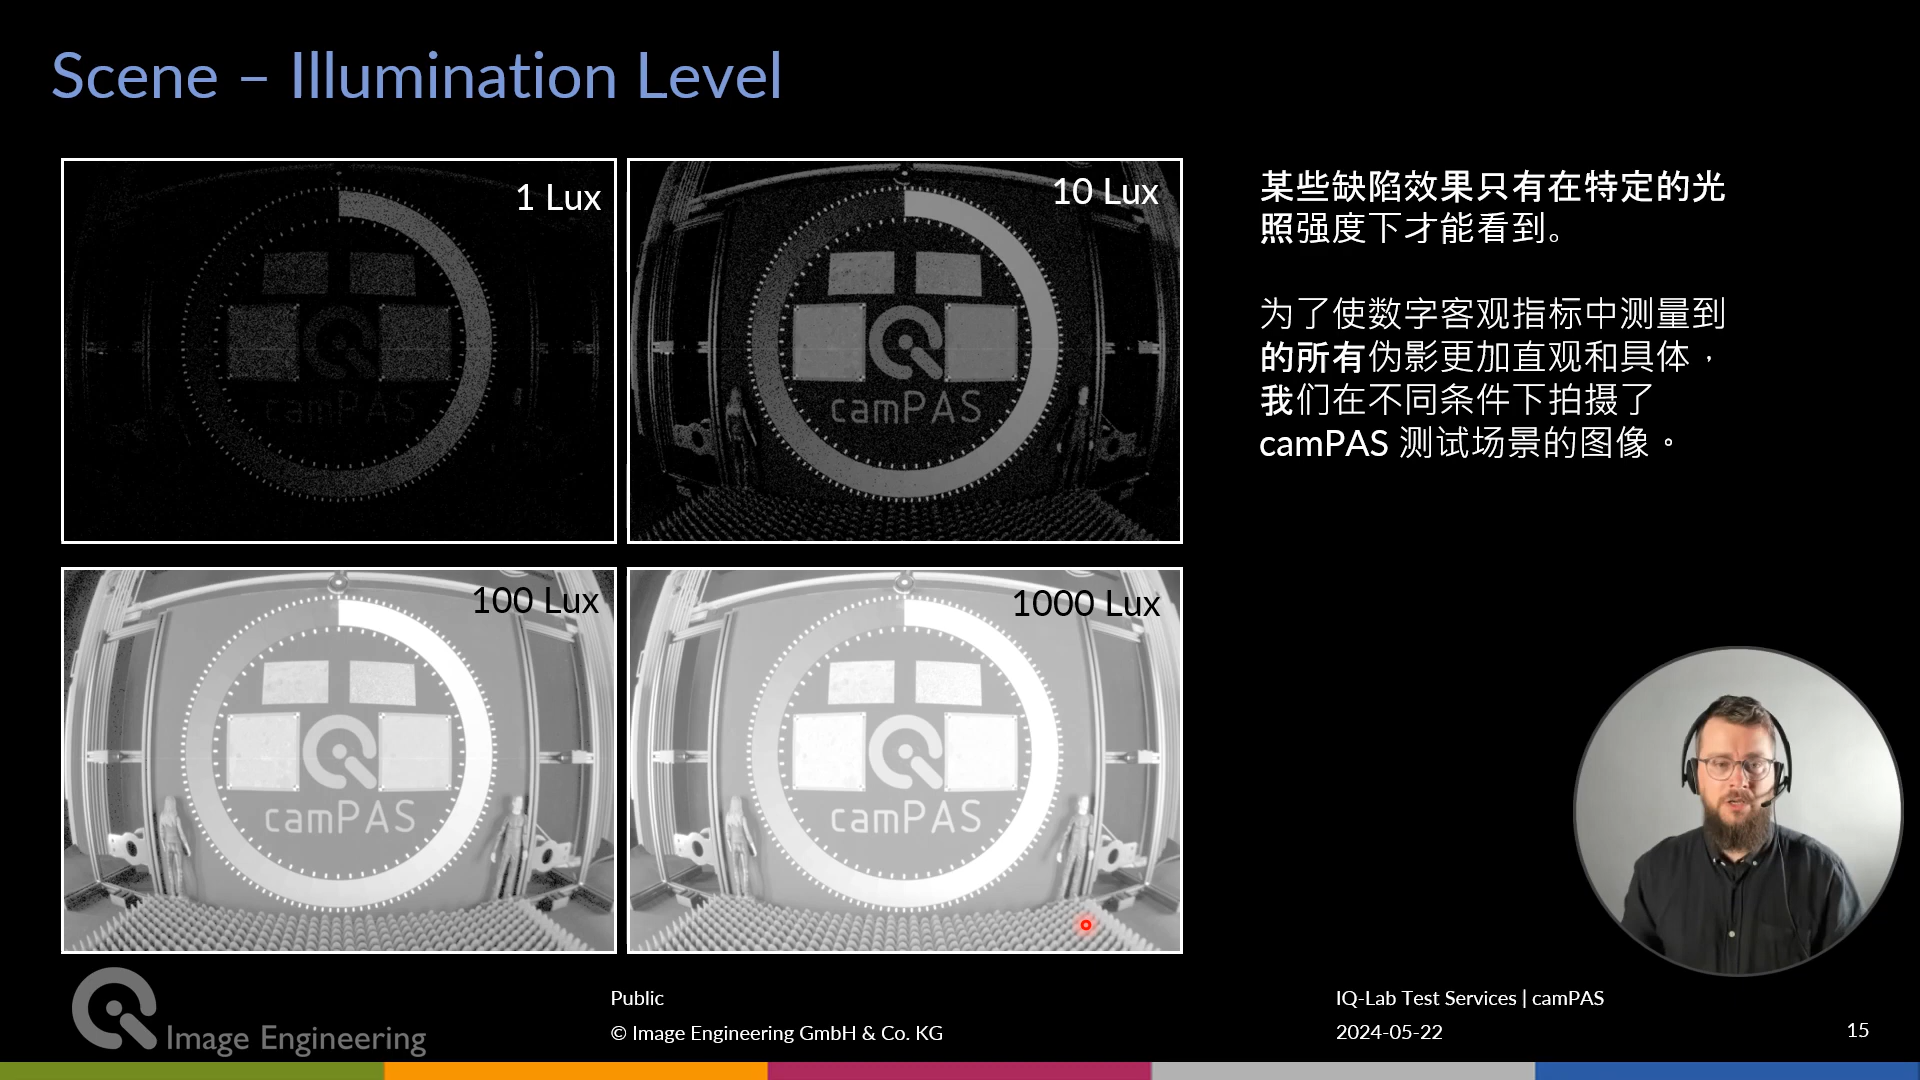 Scene – Illumination Level
1 Lux
camPAS
10 Lux
camPAS
100 Lux
camPAS
1000 Lux
camPAS
某些缺陷效果只有在特定的光
照强度下才能看到。
为了使数字客观指标中测量到
的所有伪影更加直观和具体，
我们在不同条件下拍摄了
camPAS 测试场景的图像。
Image Engineering
Public
© Image Engineering GmbH & Co. KG
IQ-Lab Test Services | camPAS
2024-05-22
15